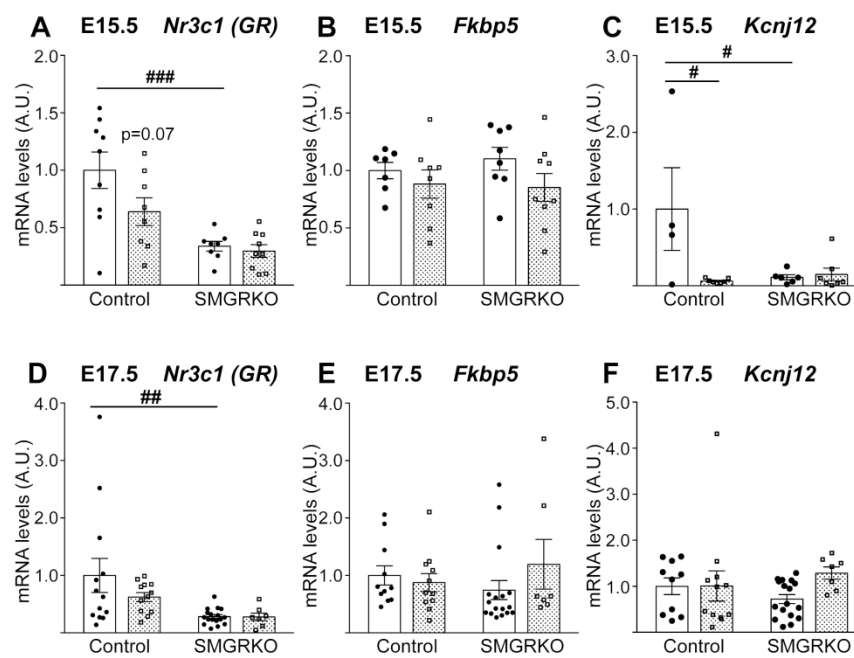 A E15.5 Nr3c1 (GR)
mRNA levels (A.U.)
2.0
1.5
1.0
0.5
###
p=0.07
Control SMGRKO
B E15.5 Fkbp5
mRNA levels (A.U.)
2.0
1.5
1.0
0.5
Control SMGRKO
C E15.5 Kcnj12
mRNA levels (A.U.)
3.0
2.0
1.0
0
#
#
Control SMGRKO
D E17.5 Nr3c1 (GR)
mRNA levels (A.U.)
4.0
3.0
2.0
1.0
##
Control SMGRKO
E E17.5 Fkbp5
mRNA levels (A.U.)
4.0
3.0
2.0
1.0
Control SMGRKO
F E17.5 Kcnj12
mRNA levels (A.U.)
5.0
4.0
3.0
2.0
1.0
0
Control SMGRKO